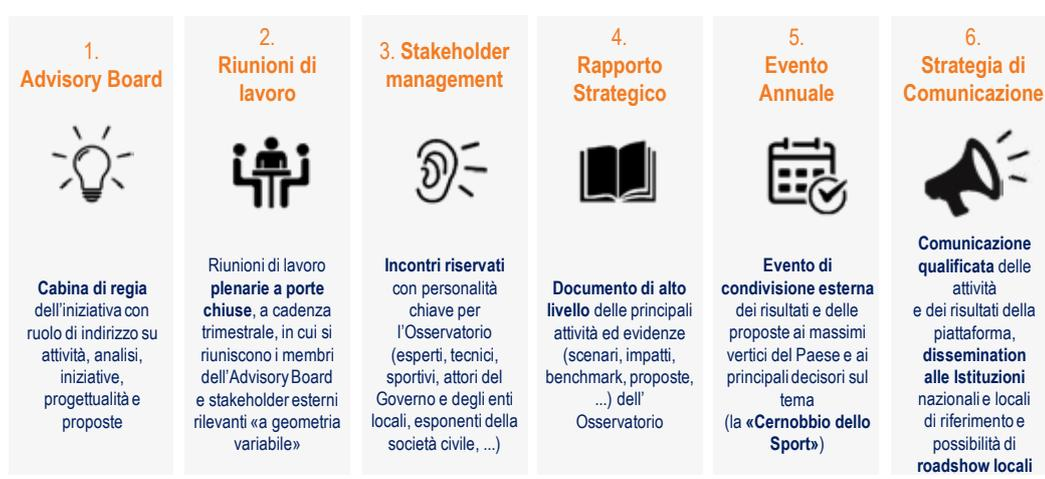 1.
Advisory Board
Cabina di regia
dell'iniziativa con
ruolo di indirizzo su
attività, analisi,
iniziative,
progettualità e
proposte
2.
Riunioni di
lavoro
Riunioni di lavoro
plenarie a porte
chiuse, a cadenza
trimestrale, in cui si
riuniscono i membri
dell'Advisory Board
e stakeholder esterni
rilevanti «a geometria
variabile»
3. Stakeholder
management
Incontri riservati
con personalità
chiave per
l'Osservatorio
(esperti, tecnici,
sportivi, attori del
Governo e degli enti
locali, esponenti della
società civile, ...)
4.
Rapporto
Strategico
Documento di alto
livello delle principali
attività ed evidenze
(scenari, impatti,
benchmark, proposte,
...) dell'
Osservatorio
5.
Evento
Annuale
Evento di
condivisione esterna
dei risultati e delle
proposte ai massimi
vertici del Paese e ai
principali decisori sul
tema
(la «Cernobbio dello
Sport»)
6.
Strategia di
Comunicazione
Comunicazione
qualificata delle
attività
e dei risultati della
piattaforma,
dissemination
alle Istituzioni
nazionali e locali
di riferimento e
possibilità di
roadshow locali